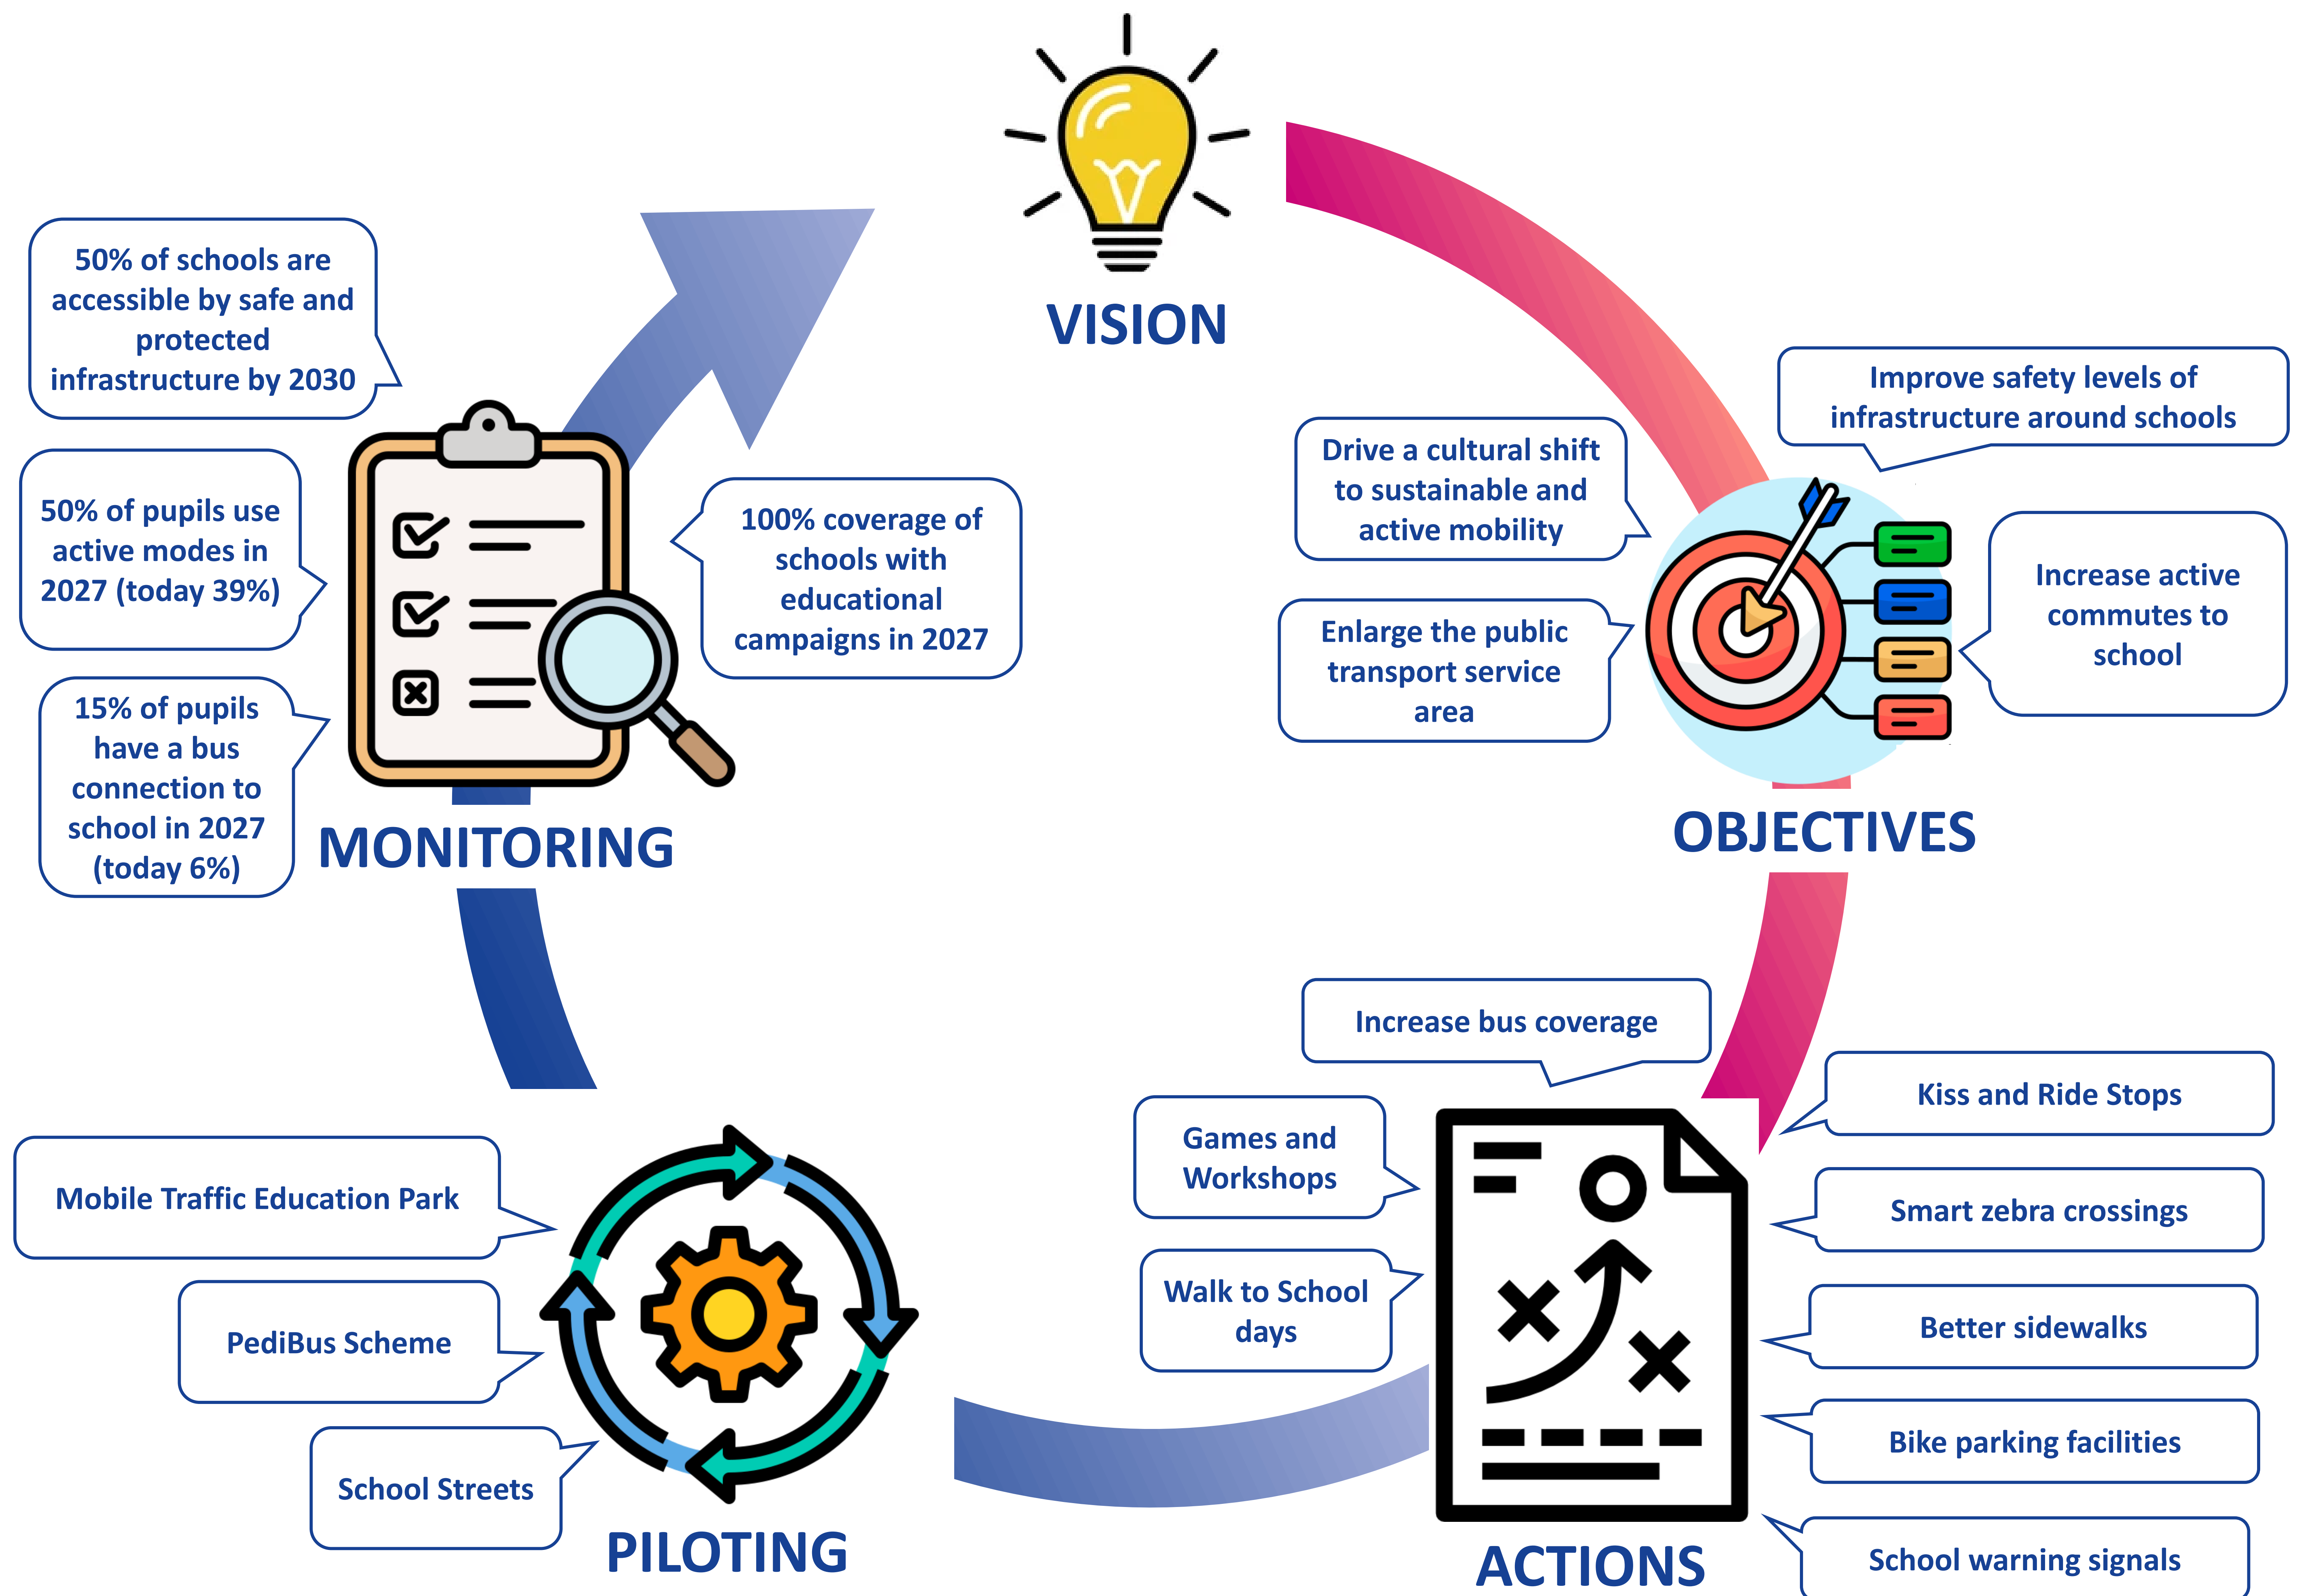 VISION
Improve safety levels of
infrastructure around schools
Drive a cultural shift
to sustainable and
active mobility
Enlarge the public
transport service
area
Increase active
commutes to
school
OBJECTIVES
Increase bus coverage
Games and
Workshops
Walk to School
days
Kiss and Ride Stops
Smart zebra crossings
Better sidewalks
Bike parking facilities
School warning signals
ACTIONS
Mobile Traffic Education Park
PediBus Scheme
School Streets
PILOTING
50% of schools are
accessible by safe and
protected
infrastructure by 2030
50% of pupils use
active modes in
2027 (today 39%)
15% of pupils
have a bus
connection to
school in 2027
(today 6%)
100% coverage of
schools with
educational
campaigns in 2027
MONITORING